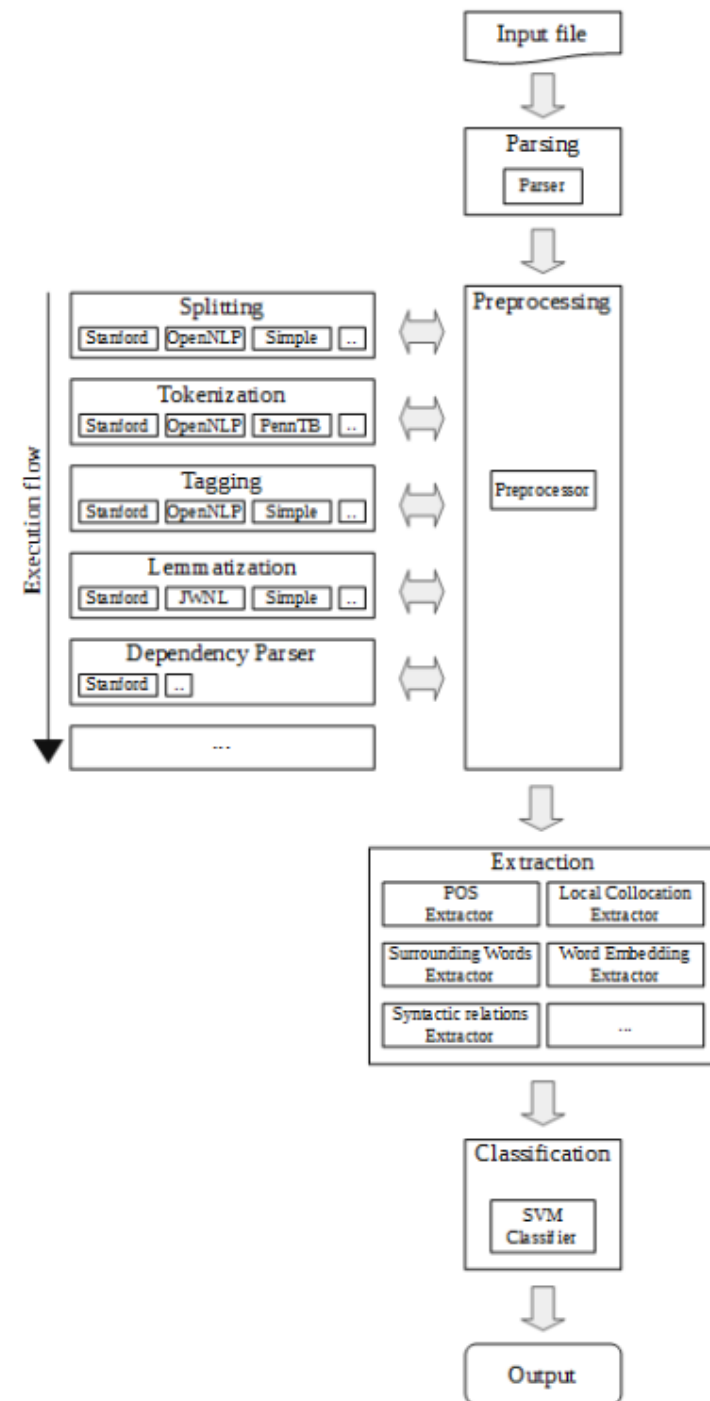 Input file
Parsing
Parser
Execution flow
Splitting
Stanford OpenNLP Simple ..
Tokenization
Stanford OpenNLP PennTB ..
Tagging
Stanford OpenNLP Simple ..
Lemmatization
Stanford JWNL Simple ..
Dependency Parser
Stanford ..
...
Preprocessing
Preprocessor
Extraction
POS
Extractor
Local Collocation
Extractor
Surrounding Words
Extractor
Word Embedding
Extractor
Syntactic relations
Extractor
...
Classification
SVM
Classifier
Output